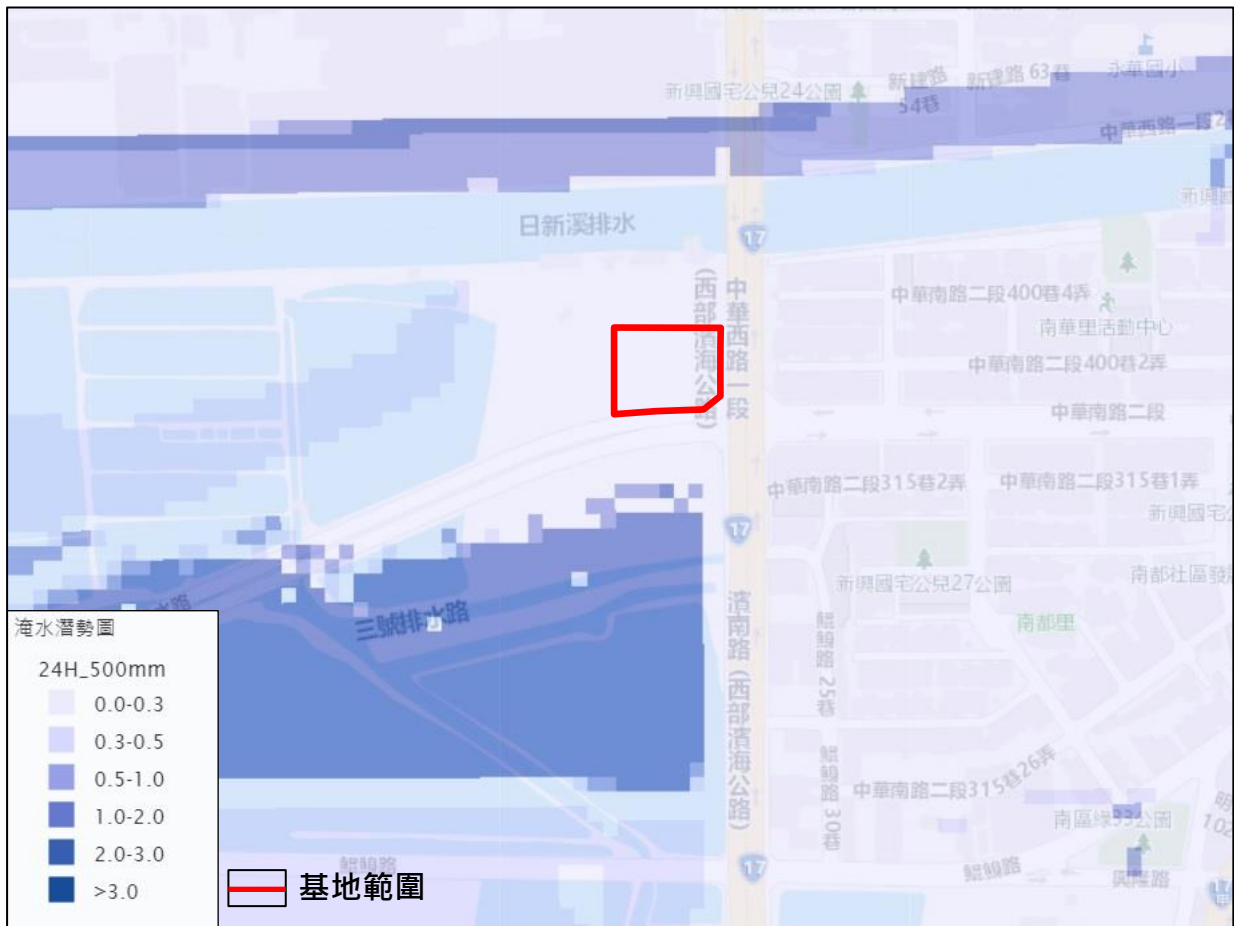 新興國宅公兒24公園
新建路
54巷
新建路 63巷
永華國小
中華西路一段2
日新溪排水
17
新興國
中華西路一段
(西部濱海公路)
中華南路二段400巷4弄
南華里活動中心
中華南路二段400巷2弄
中華南路二段
中華南路二段315巷2弄
中華南路二段315巷1弄
新興國宅
17
新興國宅公兒27公園
南都社區發
南都里
三號排水路
水路
濱南路 (西部濱海公路)
鯤鯓路 25巷
鯤鯓路 30巷
中華南路二段315巷26弄
南區綠33公園
明
102
鯤鯓路
17
鯤鯓路
興隆路
17
淹水潛勢圖
24H_500mm
0.0-0.3
0.3-0.5
0.5-1.0
1.0-2.0
2.0-3.0
>3.0
基地範圍